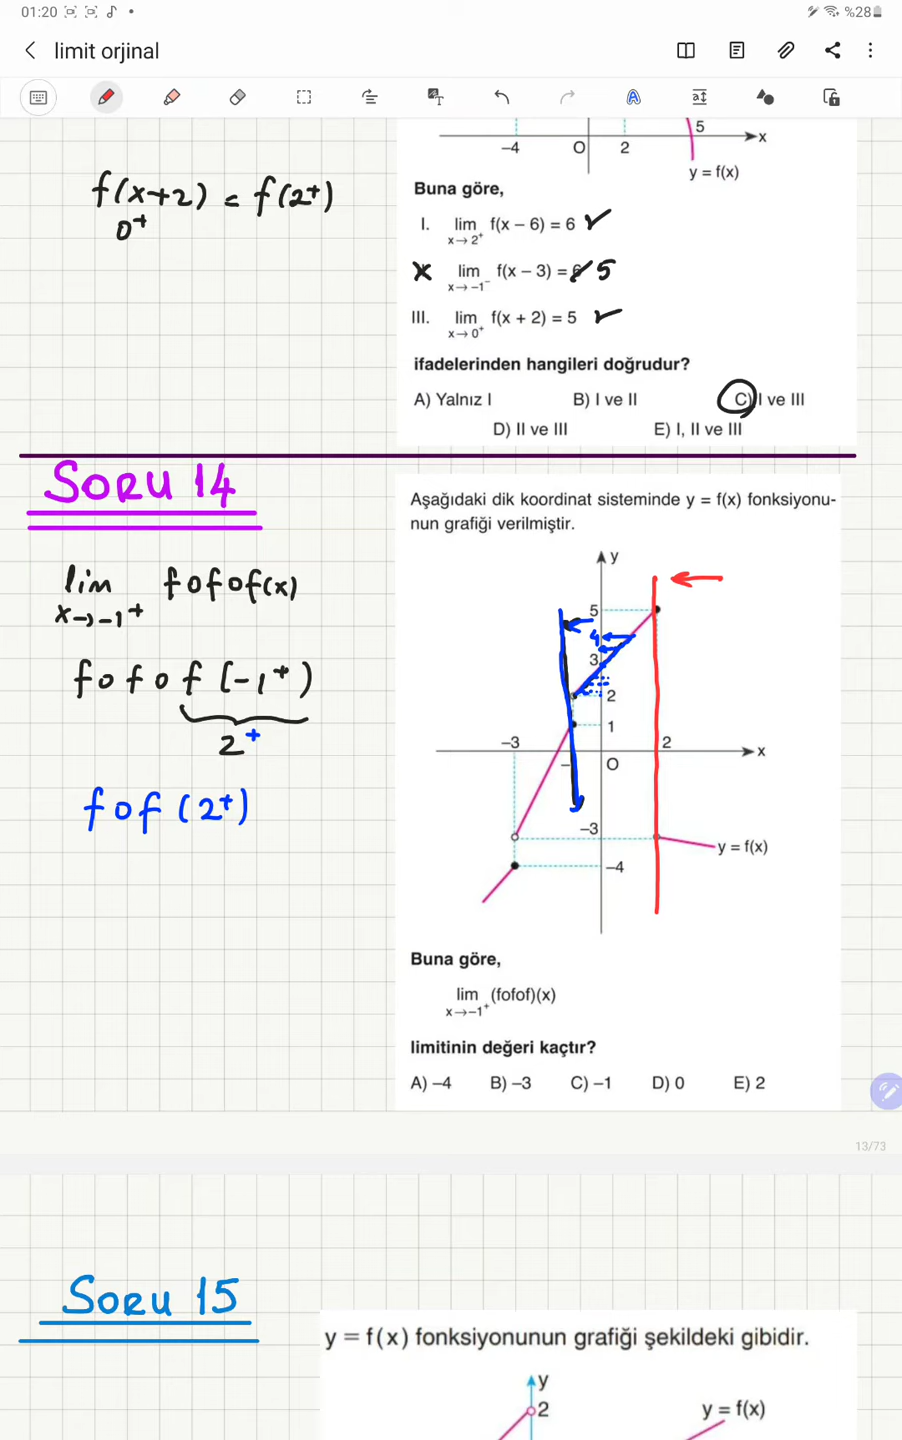 01:20 %28
limit orjinal
–4 O 2 5 x
y = f(x)
f(x+2) = f(2⁺)
0⁺
Buna göre,
I. lim f(x – 6) = 6
x→2⁺
lim f(x – 3) = 5
x→–1⁻
III. lim f(x + 2) = 5
x→0⁺
ifadelerinden hangileri doğrudur?
A) Yalnız I B) I ve II C) I ve III
D) II ve III E) I, II ve III
SORU 14
Aşağıdaki dik koordinat sisteminde y = f(x) fonksiyonu-
nun grafiği verilmiştir.
lim fofof(x)
x→-1⁺
fofof(-1⁺)
2⁺
fof(2⁺)
y
5
4
3
2
1
–3 – O 2 x
–3
y = f(x)
–4
Buna göre,
lim (fofof)(x)
x→–1⁺
limitinin değeri kaçtır?
A) –4 B) –3 C) –1 D) 0 E) 2
13/73
SORU 15
y = f(x) fonksiyonunun grafiği şekildeki gibidir.
y
2
y = f(x)